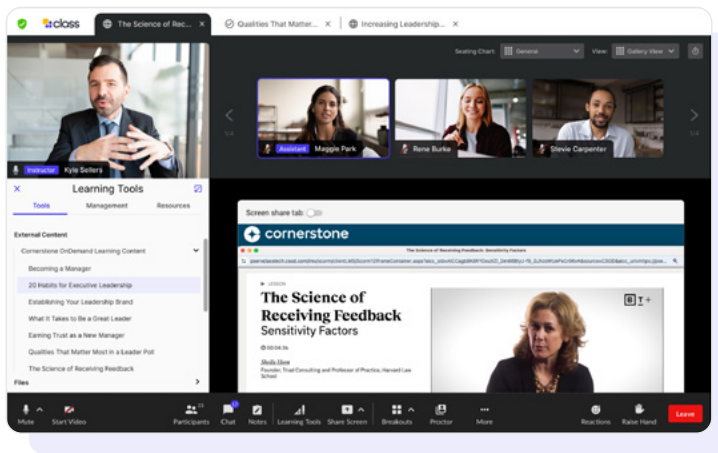 class
The Science of Rec... ×
Qualities That Matter... ×
Increasing Leadership... ×
Seating Chart: General
View: Gallery View
1/4
Assistant Maggie Park
Rene Burke
Stevie Carpenter
1/4
Instructor Kyle Sellers
× Learning Tools
Tools Management Resources
External Content
Cornerstone OnDemand Learning Content
Becoming a Manager
20 Habits for Executive Leadership
Establishing Your Leadership Brand
What It Takes to Be a Great Leader
Earning Trust as a New Manager
Qualities That Matter Most in a Leader Poll
The Science of Receiving Feedback
Files
Screen share tab:
cornerstone
The Science of Receiving Feedback: Sensitivity Factors
LESSON
The Science of
Receiving Feedback
Sensitivity Factors
00:04:36
Sheila Heen
Founder, Triad Consulting and Professor of Practice, Harvard Law
School
Mute
Start Video
Participants 23
Chat
Notes
Learning Tools
Share Screen
Breakouts
Proctor
More
Reactions
Raise Hand
Leave